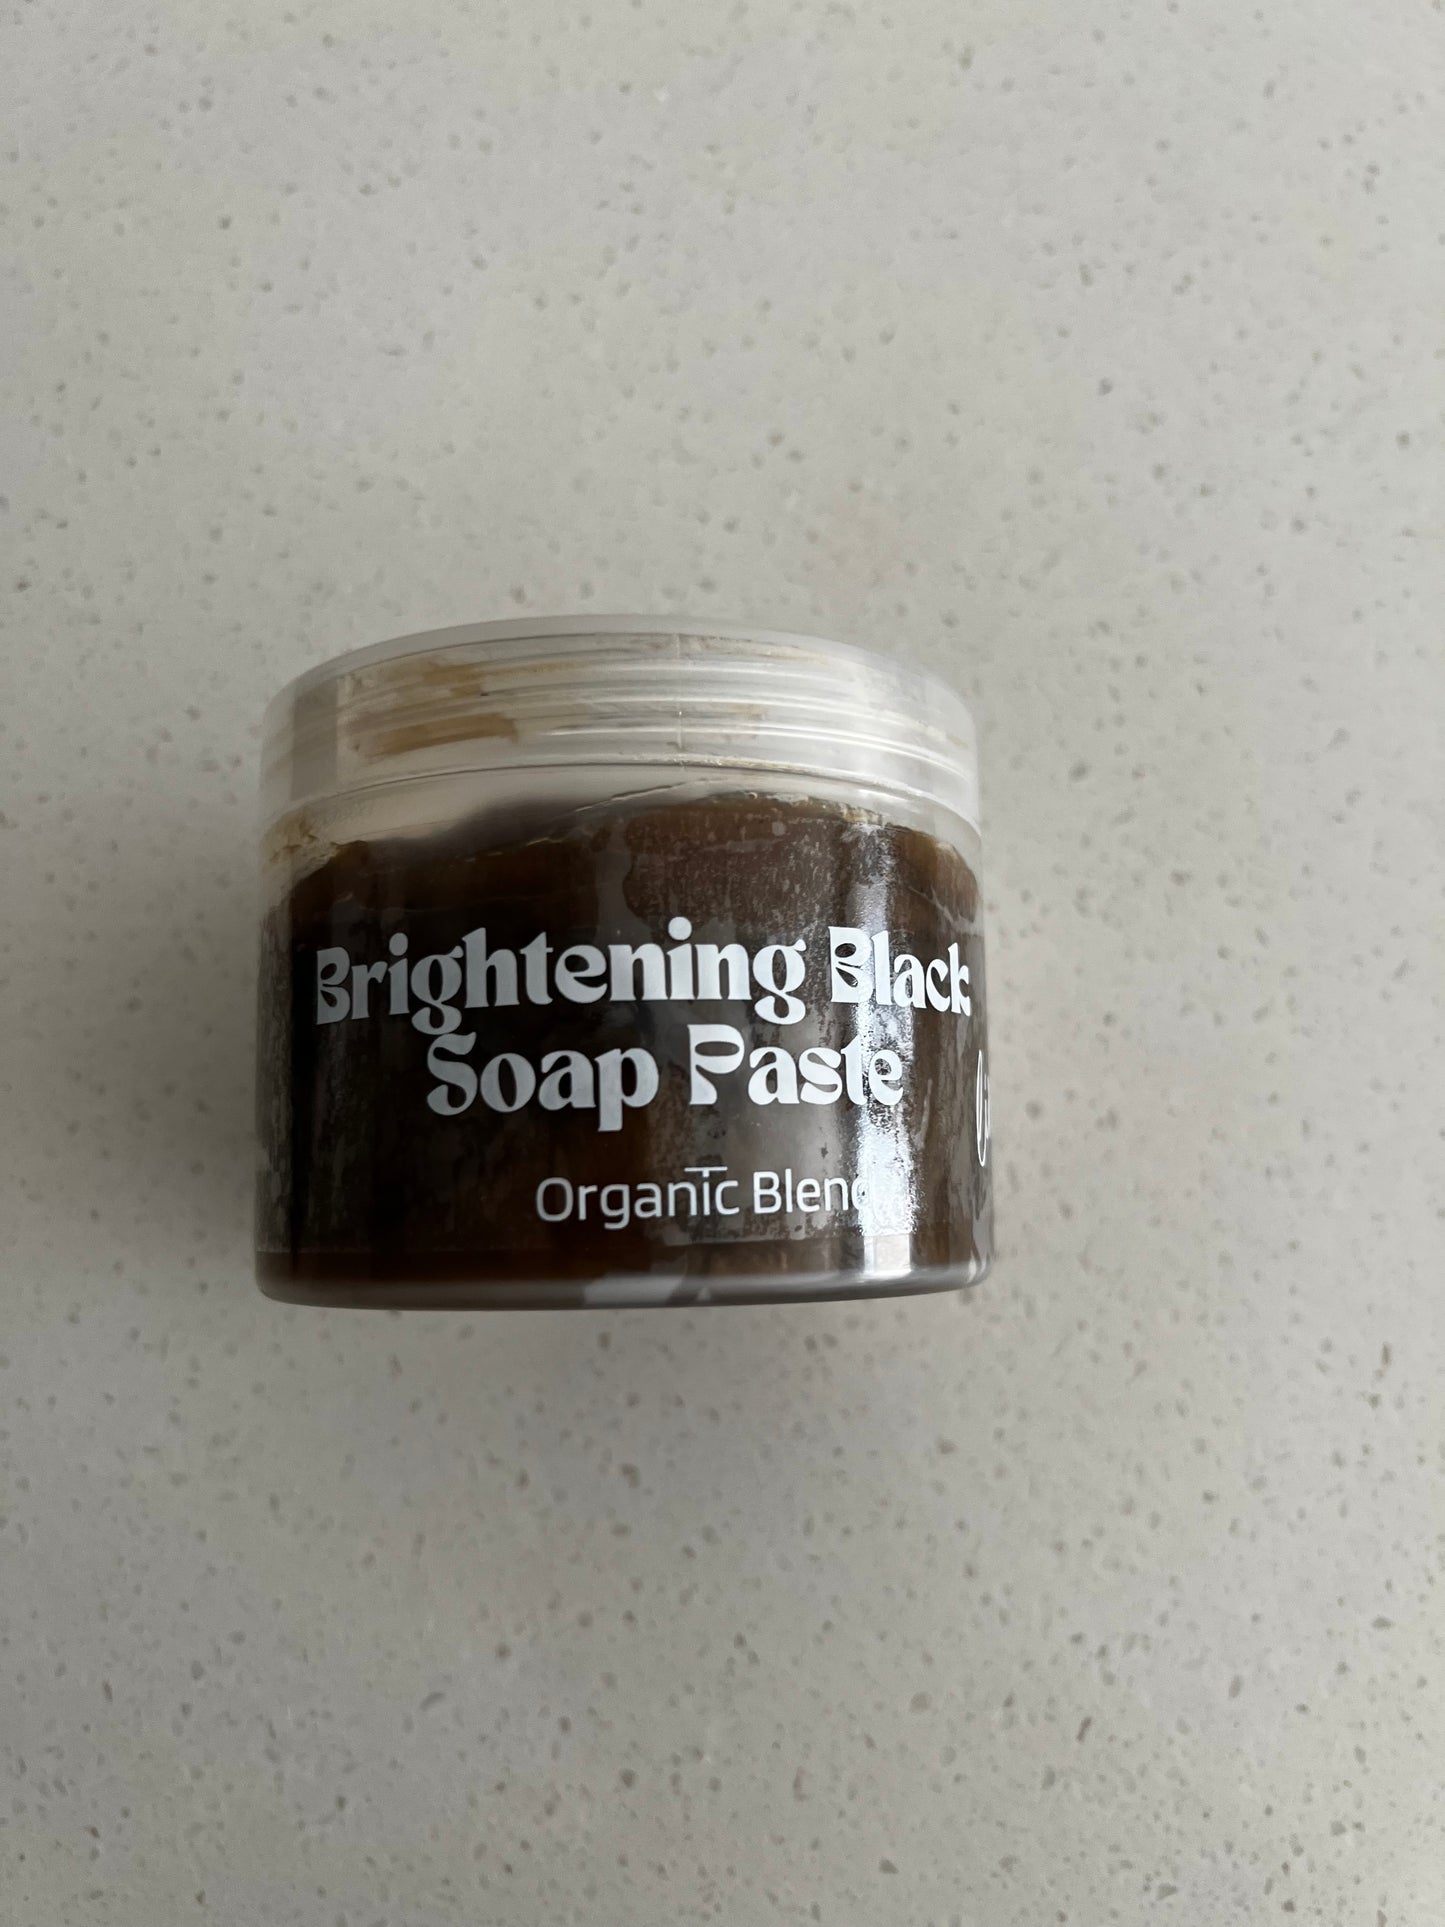 Brightening Black
Soap Paste
Organic Blend